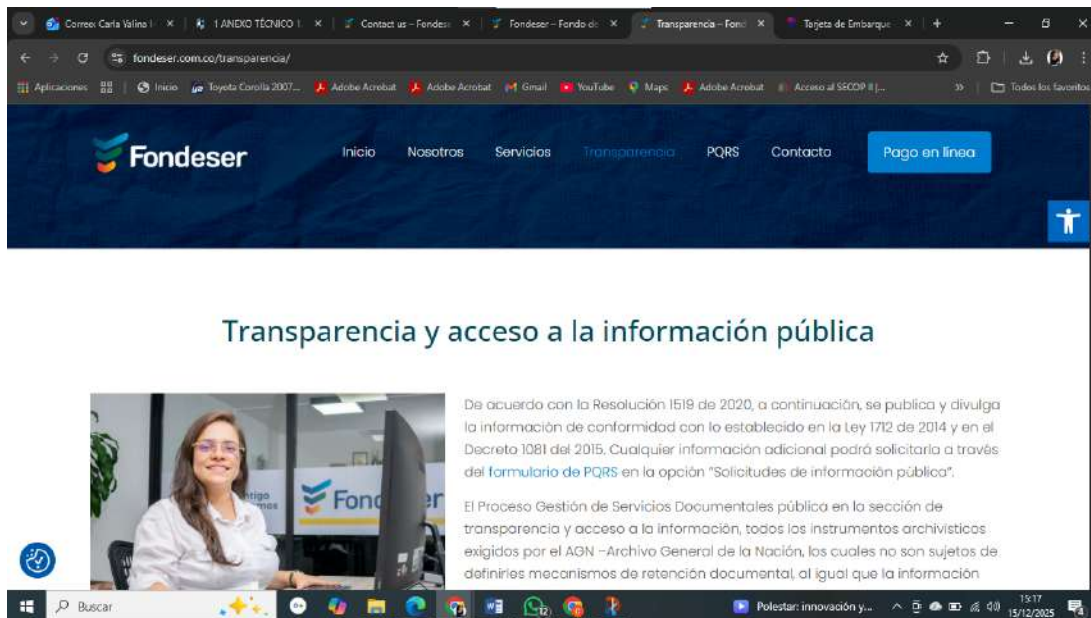 Correo: Carla Yalina
1 ANEXO TÉCNICO 1.
Contact us – Fondese
Fondeser – Fondo de
Transparencia – Fond
Tarjeta de Embarque
fondeser.com.co/transparencia/
Aplicaciones
Inicio
Toyota Corolla 2007...
Adobe Acrobat
Adobe Acrobat
Gmail
YouTube
Maps
Adobe Acrobat
Acceso al SECOP II |...
Todos los favoritos
Fondeser
Inicio
Nosotros
Servicios
Transparencia
PQRS
Contacto
Pago en línea
Transparencia y acceso a la información pública
De acuerdo con la Resolución 1519 de 2020, a continuación, se publica y divulga
la información de conformidad con lo establecido en la Ley 1712 de 2014 y en el
Decreto 1081 del 2015. Cualquier información adicional podrá solicitarla a través
del formulario de PQRS en la opción "Solicitudes de información pública".
El Proceso Gestión de Servicios Documentales pública en la sección de
transparencia y acceso a la información, todos los instrumentos archivísticos
exigidos por el AGN –Archivo General de la Nación, los cuales no son sujetos de
definirles mecanismos de retención documental, al igual que la información
Buscar
Polestar: innovación y...
15:17
15/12/2025